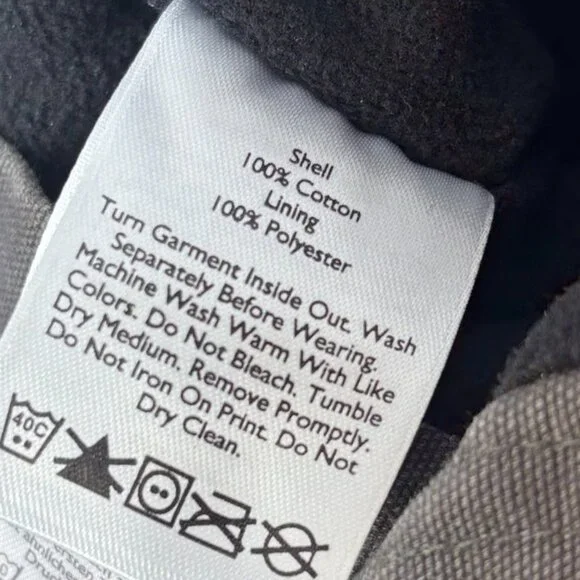 Shell
100% Cotton
Lining
100% Polyester
Turn Garment Inside Out. Wash
Separately Before Wearing.
Machine Wash Warm With Like
Colors. Do Not Bleach. Tumble
Dry Medium. Remove Promptly.
Do Not Iron On Print. Do Not
Dry Clean.
40C